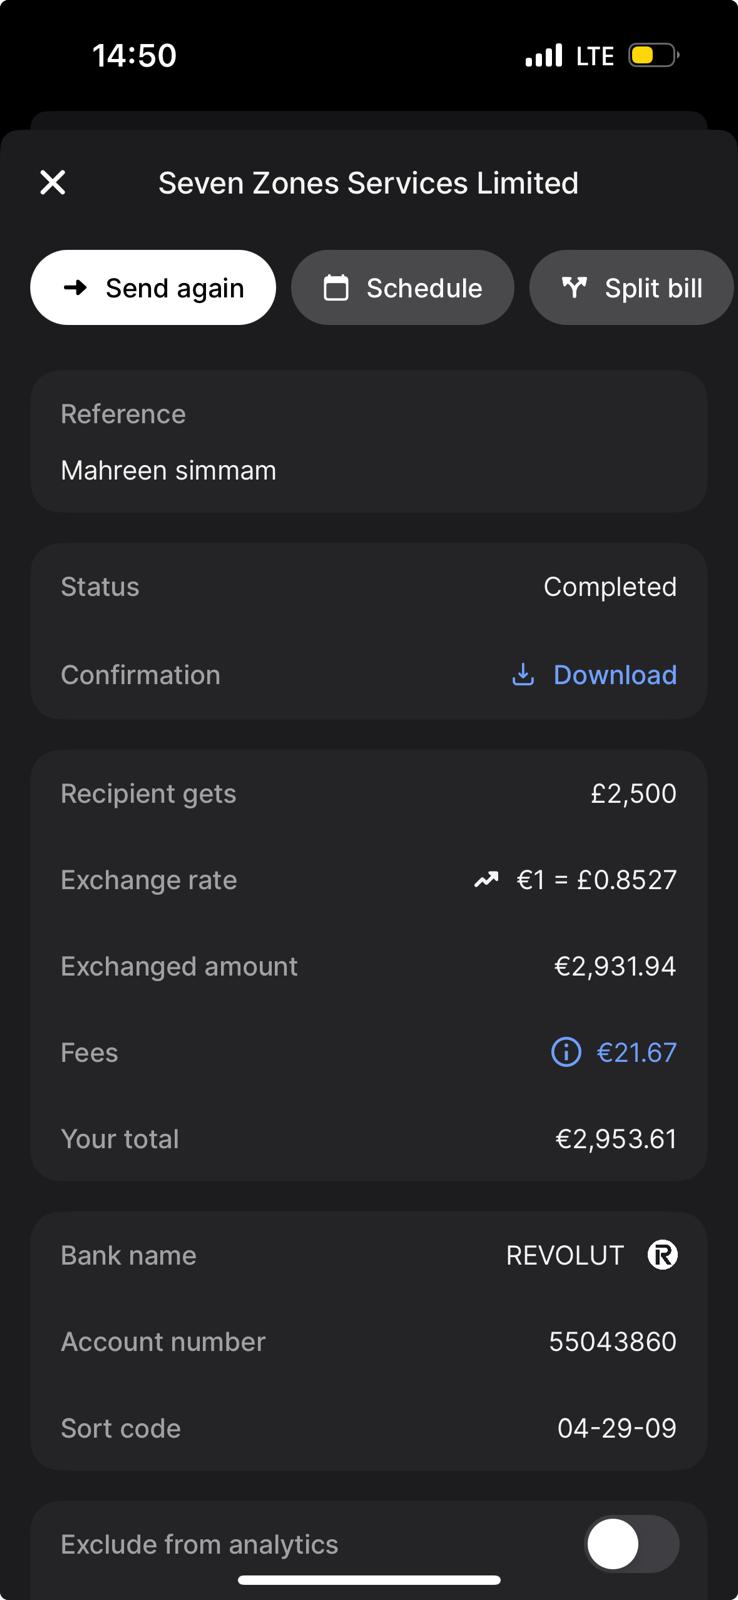 14:50 LTE
Seven Zones Services Limited
Send again Schedule Split bill
Reference
Mahreen simmam
Status Completed
Confirmation Download
Recipient gets £2,500
Exchange rate €1 = £0.8527
Exchanged amount €2,931.94
Fees €21.67
Your total €2,953.61
Bank name REVOLUT R
Account number 55043860
Sort code 04-29-09
Exclude from analytics